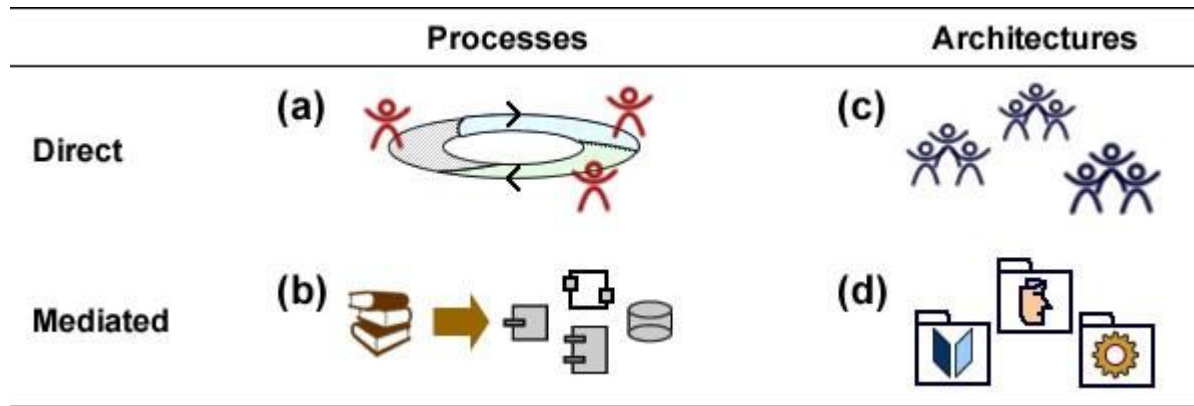 Processes Architectures
(a) (c)
Direct
(b) (d)
Mediated